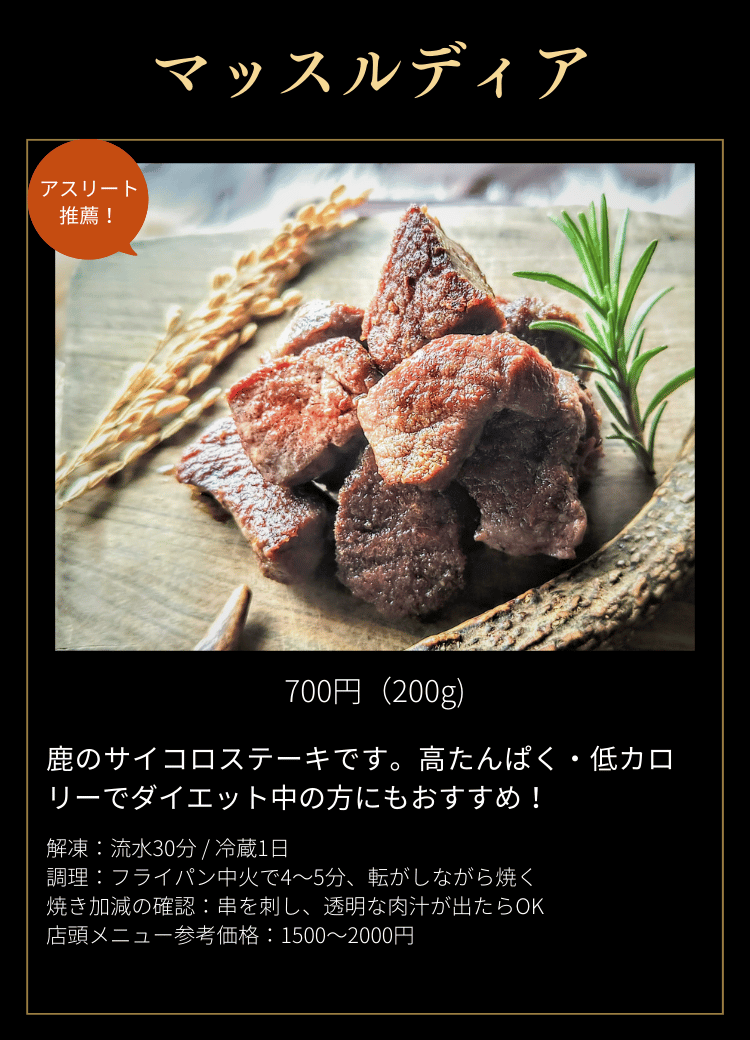 マッスルディア
アスリート
推薦！
700円（200g)
鹿のサイコロステーキです。高たんぱく・低カロ
リーでダイエット中の方にもおすすめ！
解凍：流水30分 / 冷蔵1日
調理：フライパン中火で4〜5分、転がしながら焼く
焼き加減の確認：串を刺し、透明な肉汁が出たらOK
店頭メニュー参考価格：1500〜2000円